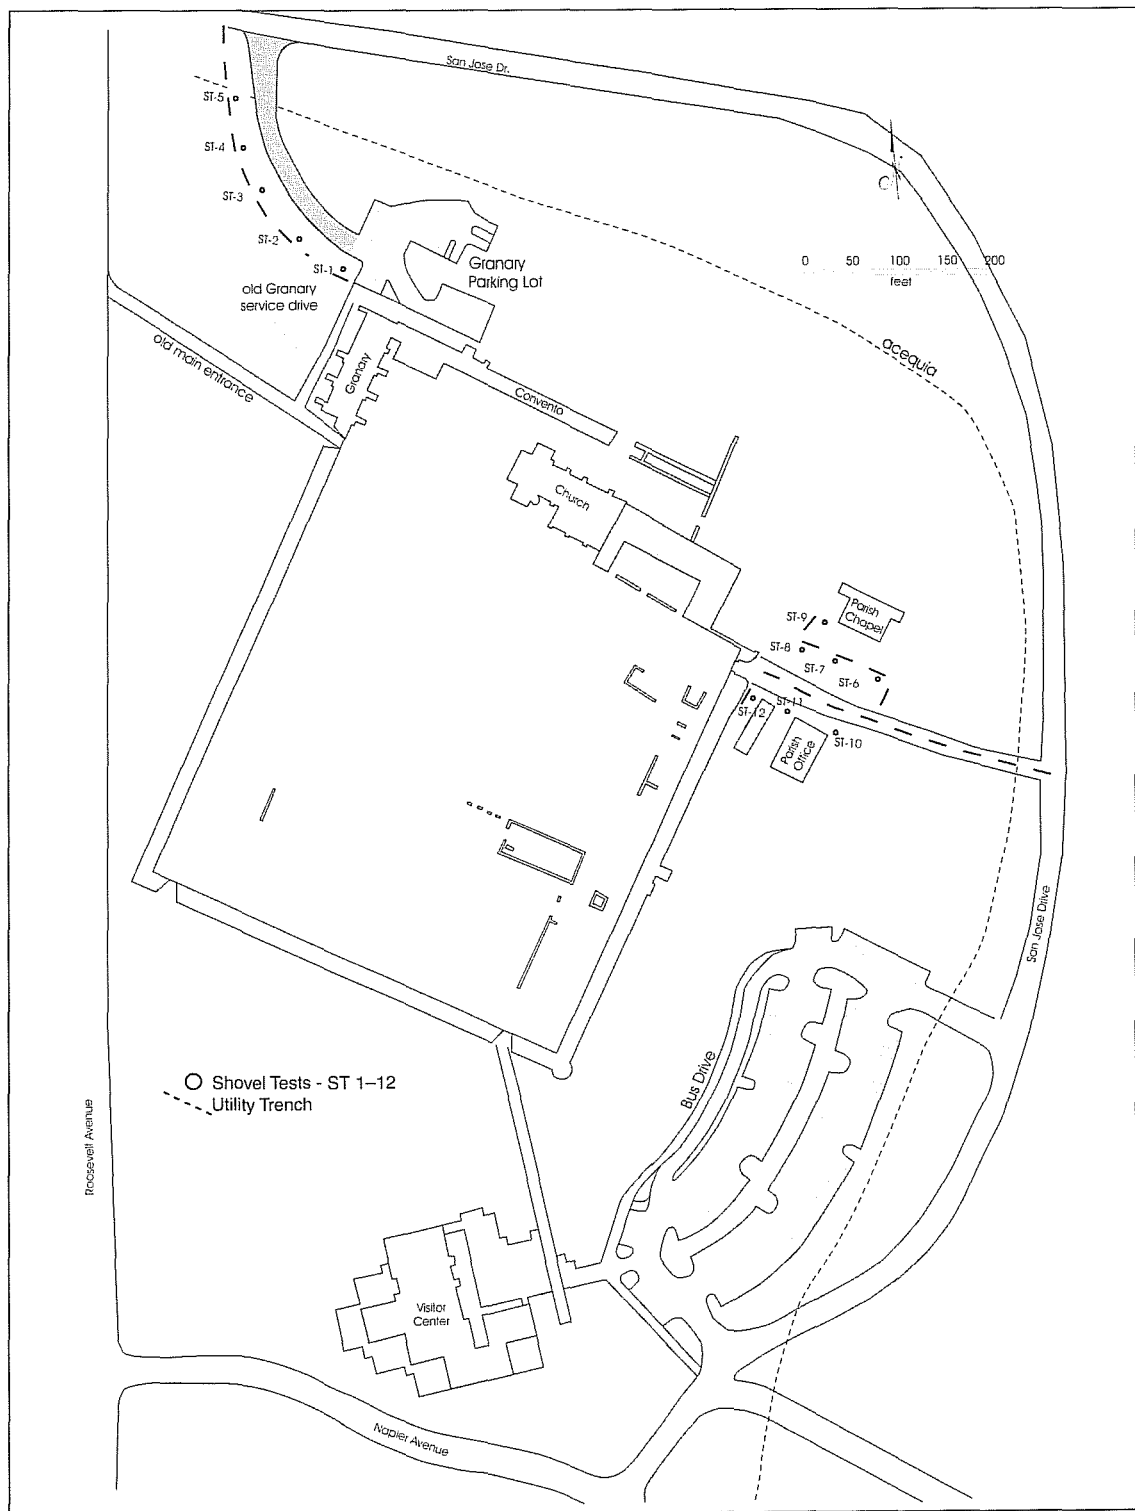 San Jose Dr.
ST-5
ST-4
ST-3
ST-2
ST-1
old Granary
service drive
Granary
Parking Lot
0 50 100 150 200
feet
old main entrance
Granary
Convento
acequia
Church
Parish
Chapel
ST-9
ST-8
ST-7
ST-6
ST-12
ST-11
ST-10
Parish
Office
San Jose Drive
Bus Drive
Shovel Tests - ST 1–12
Utility Trench
Roosevelt Avenue
Visitor
Center
Napier Avenue